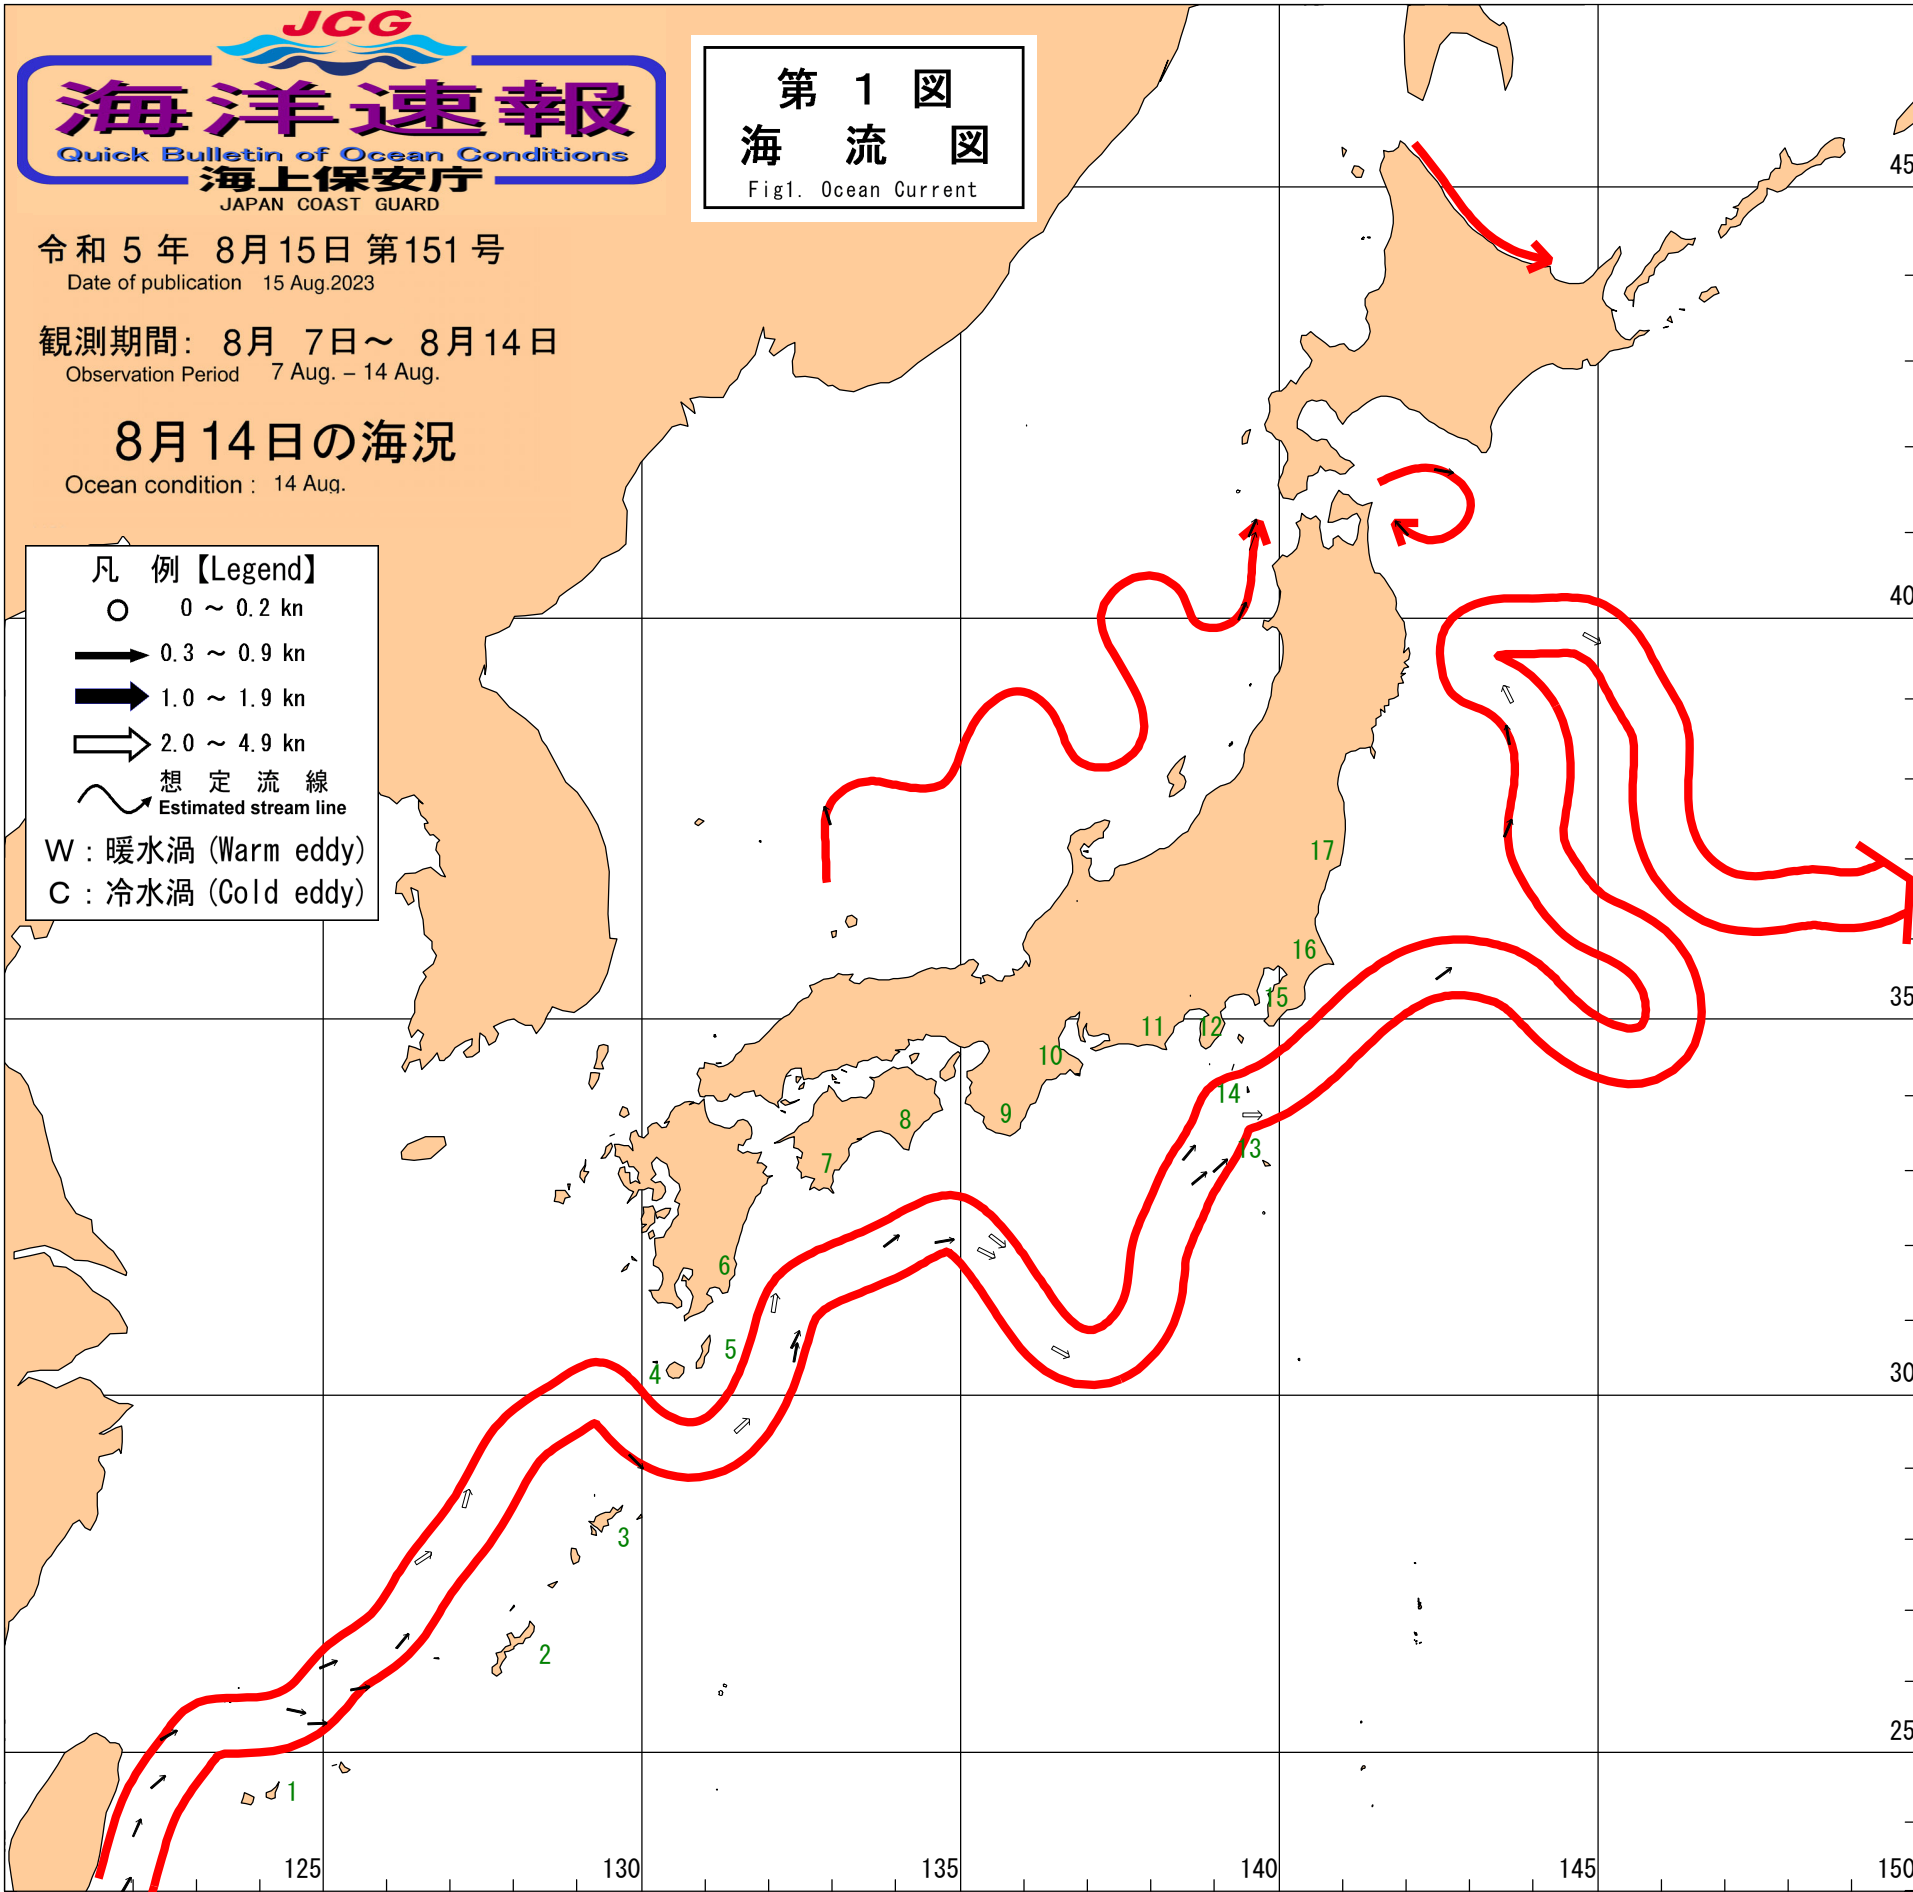 JCG
海洋速報
Quick Bulletin of Ocean Conditions
海上保安庁
JAPAN COAST GUARD
第 1 図
海 流 図
Fig1. Ocean Current
令和 5 年 8月15日 第151号
Date of publication 15 Aug.2023
観測期間: 8月 7日～ 8月14日
Observation Period 7 Aug. – 14 Aug.
8月14日の海況
Ocean condition : 14 Aug.
凡 例【Legend】
0 ～ 0.2 kn
0.3 ～ 0.9 kn
1.0 ～ 1.9 kn
2.0 ～ 4.9 kn
想 定 流 線
Estimated stream line
W : 暖水渦 (Warm eddy)
C : 冷水渦 (Cold eddy)
45
40
17
16
35
15
12
11
10
14
9
8
13
7
6
5
4
30
3
2
25
1
125
130
135
140
145
150